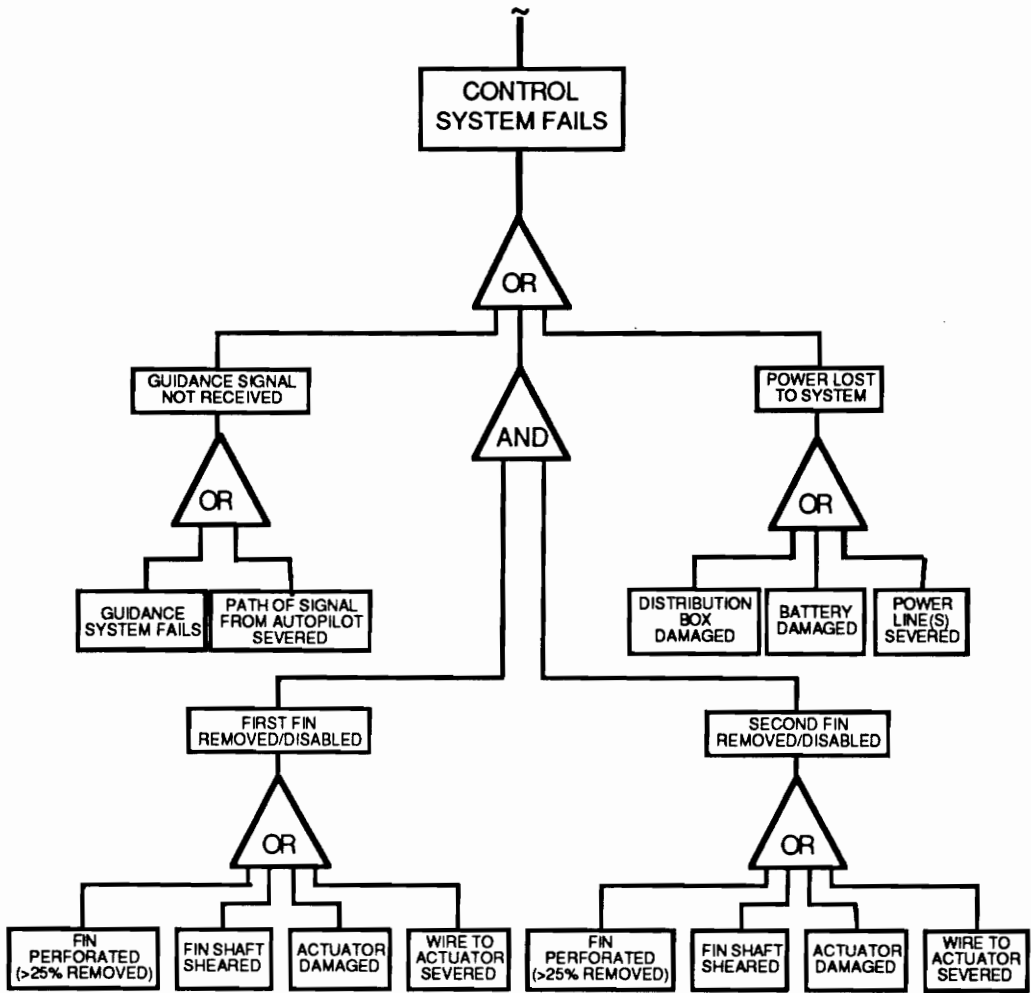 ~
CONTROL
SYSTEM FAILS
OR
GUIDANCE SIGNAL
NOT RECEIVED
POWER LOST
TO SYSTEM
AND
OR
OR
GUIDANCE
SYSTEM FAILS
PATH OF SIGNAL
FROM AUTOPILOT
SEVERED
DISTRIBUTION
BOX
DAMAGED
BATTERY
DAMAGED
POWER
LINE(S)
SEVERED
FIRST FIN
REMOVED/DISABLED
SECOND FIN
REMOVED/DISABLED
OR
OR
FIN
PERFORATED
(>25% REMOVED)
FIN SHAFT
SHEARED
ACTUATOR
DAMAGED
WIRE TO
ACTUATOR
SEVERED
FIN
PERFORATED
(>25% REMOVED)
FIN SHAFT
SHEARED
ACTUATOR
DAMAGED
WIRE TO
ACTUATOR
SEVERED